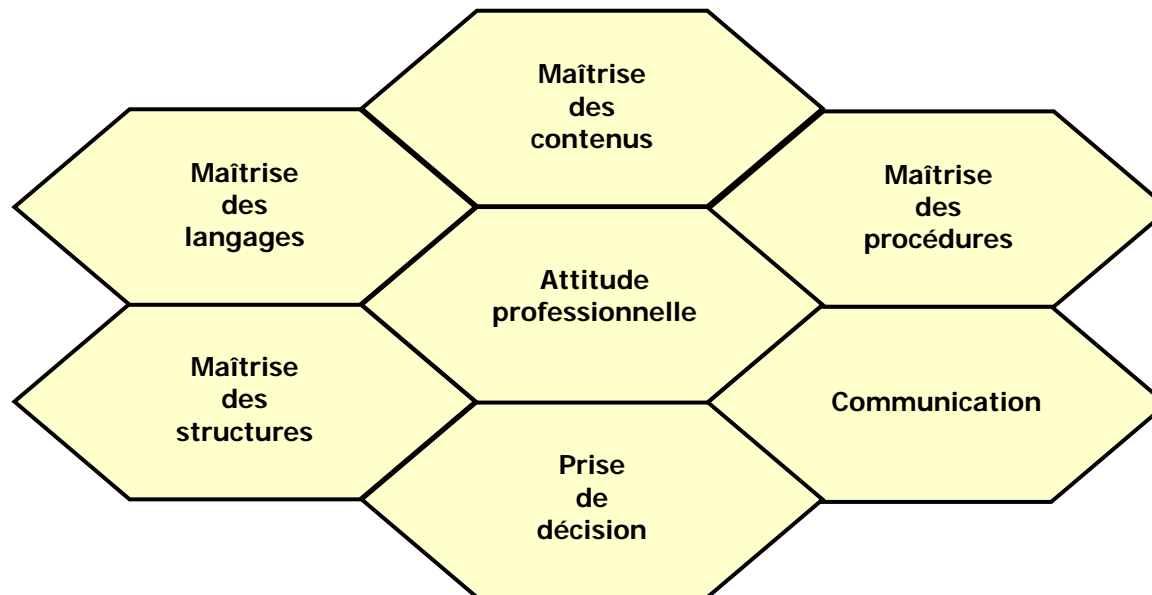 Maîtrise
des
contenus
Maîtrise
des
langages
Maîtrise
des
procédures
Attitude
professionnelle
Maîtrise
des
structures
Communication
Prise
de
décision